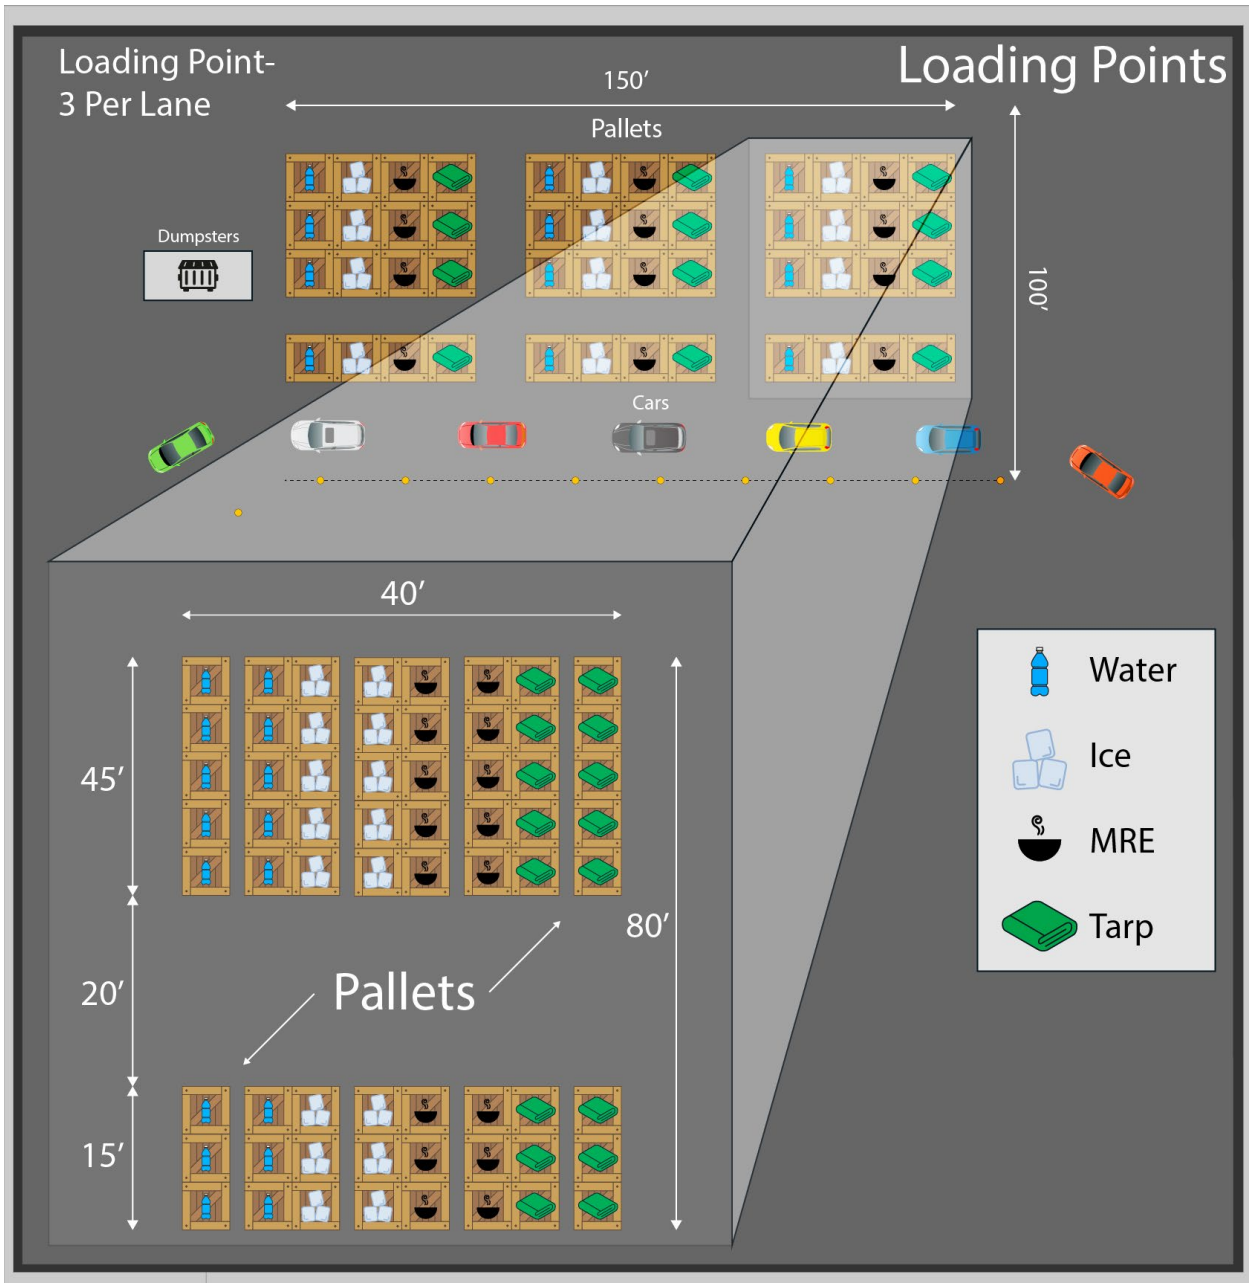 Loading Point-
3 Per Lane
Loading Points
150’
Pallets
Dumpsters
100’
Cars
40’
45’
80’
20’
Pallets
15’
Water
Ice
MRE
Tarp